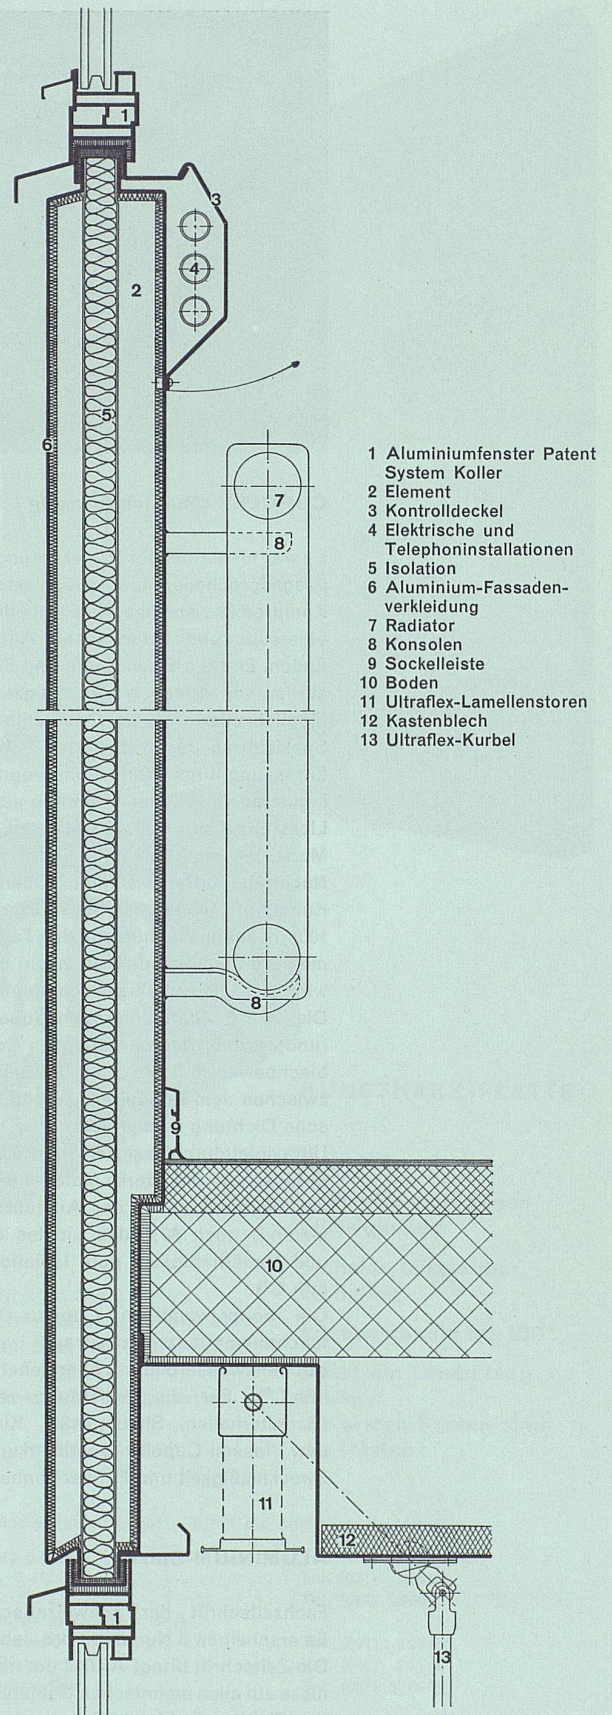 1
3
4
2
5
6
7
8
1 Aluminiumfenster Patent
System Koller
2 Element
3 Kontrolldeckel
4 Elektrische und
Telephoninstallationen
5 Isolation
6 Aluminium-Fassaden-
verkleidung
7 Radiator
8 Konsolen
9 Sockelleiste
10 Boden
11 Ultraflex-Lamellenstoren
12 Kastenblech
13 Ultraflex-Kurbel
8
9
10
11
12
1
13